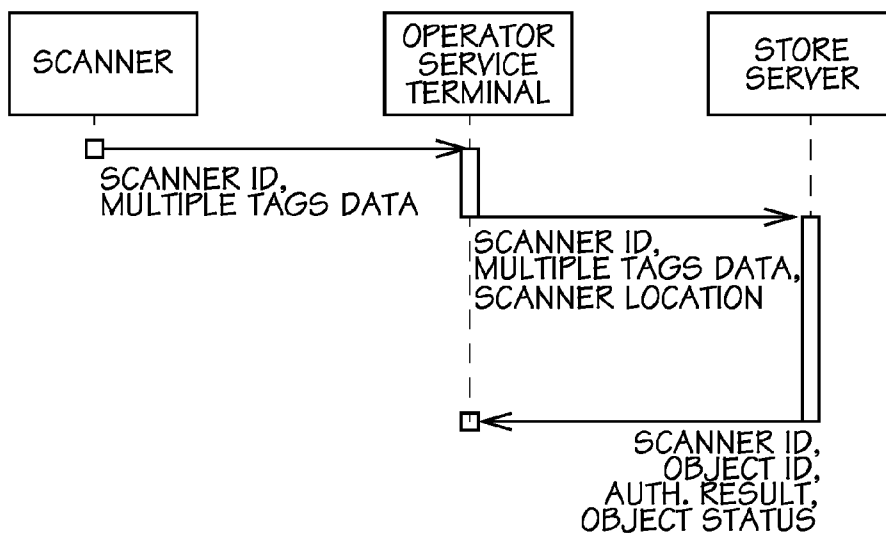 SCANNER
OPERATOR
SERVICE
TERMINAL
STORE
SERVER
SCANNER ID,
MULTIPLE TAGS DATA
SCANNER ID,
MULTIPLE TAGS DATA,
SCANNER LOCATION
SCANNER ID,
OBJECT ID,
AUTH. RESULT,
OBJECT STATUS